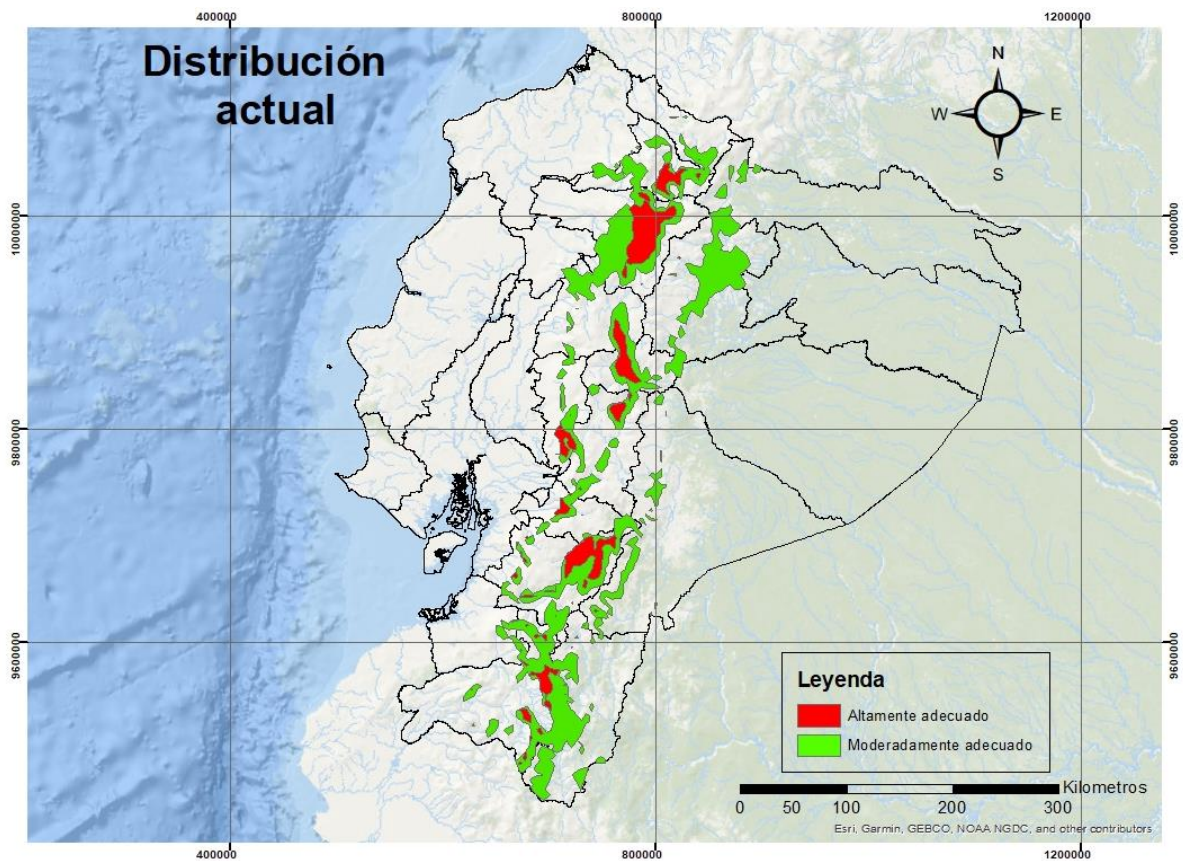 400000
800000
1200000
Distribución
actual
N
W
E
S
10000000
10000000
9800000
9800000
9600000
9600000
Leyenda
Altamente adecuado
Moderadamente adecuado
Kilometros
0 50 100 200 300
Esri, Garmin, GEBCO, NOAA NGDC, and other contributors
400000
800000
1200000